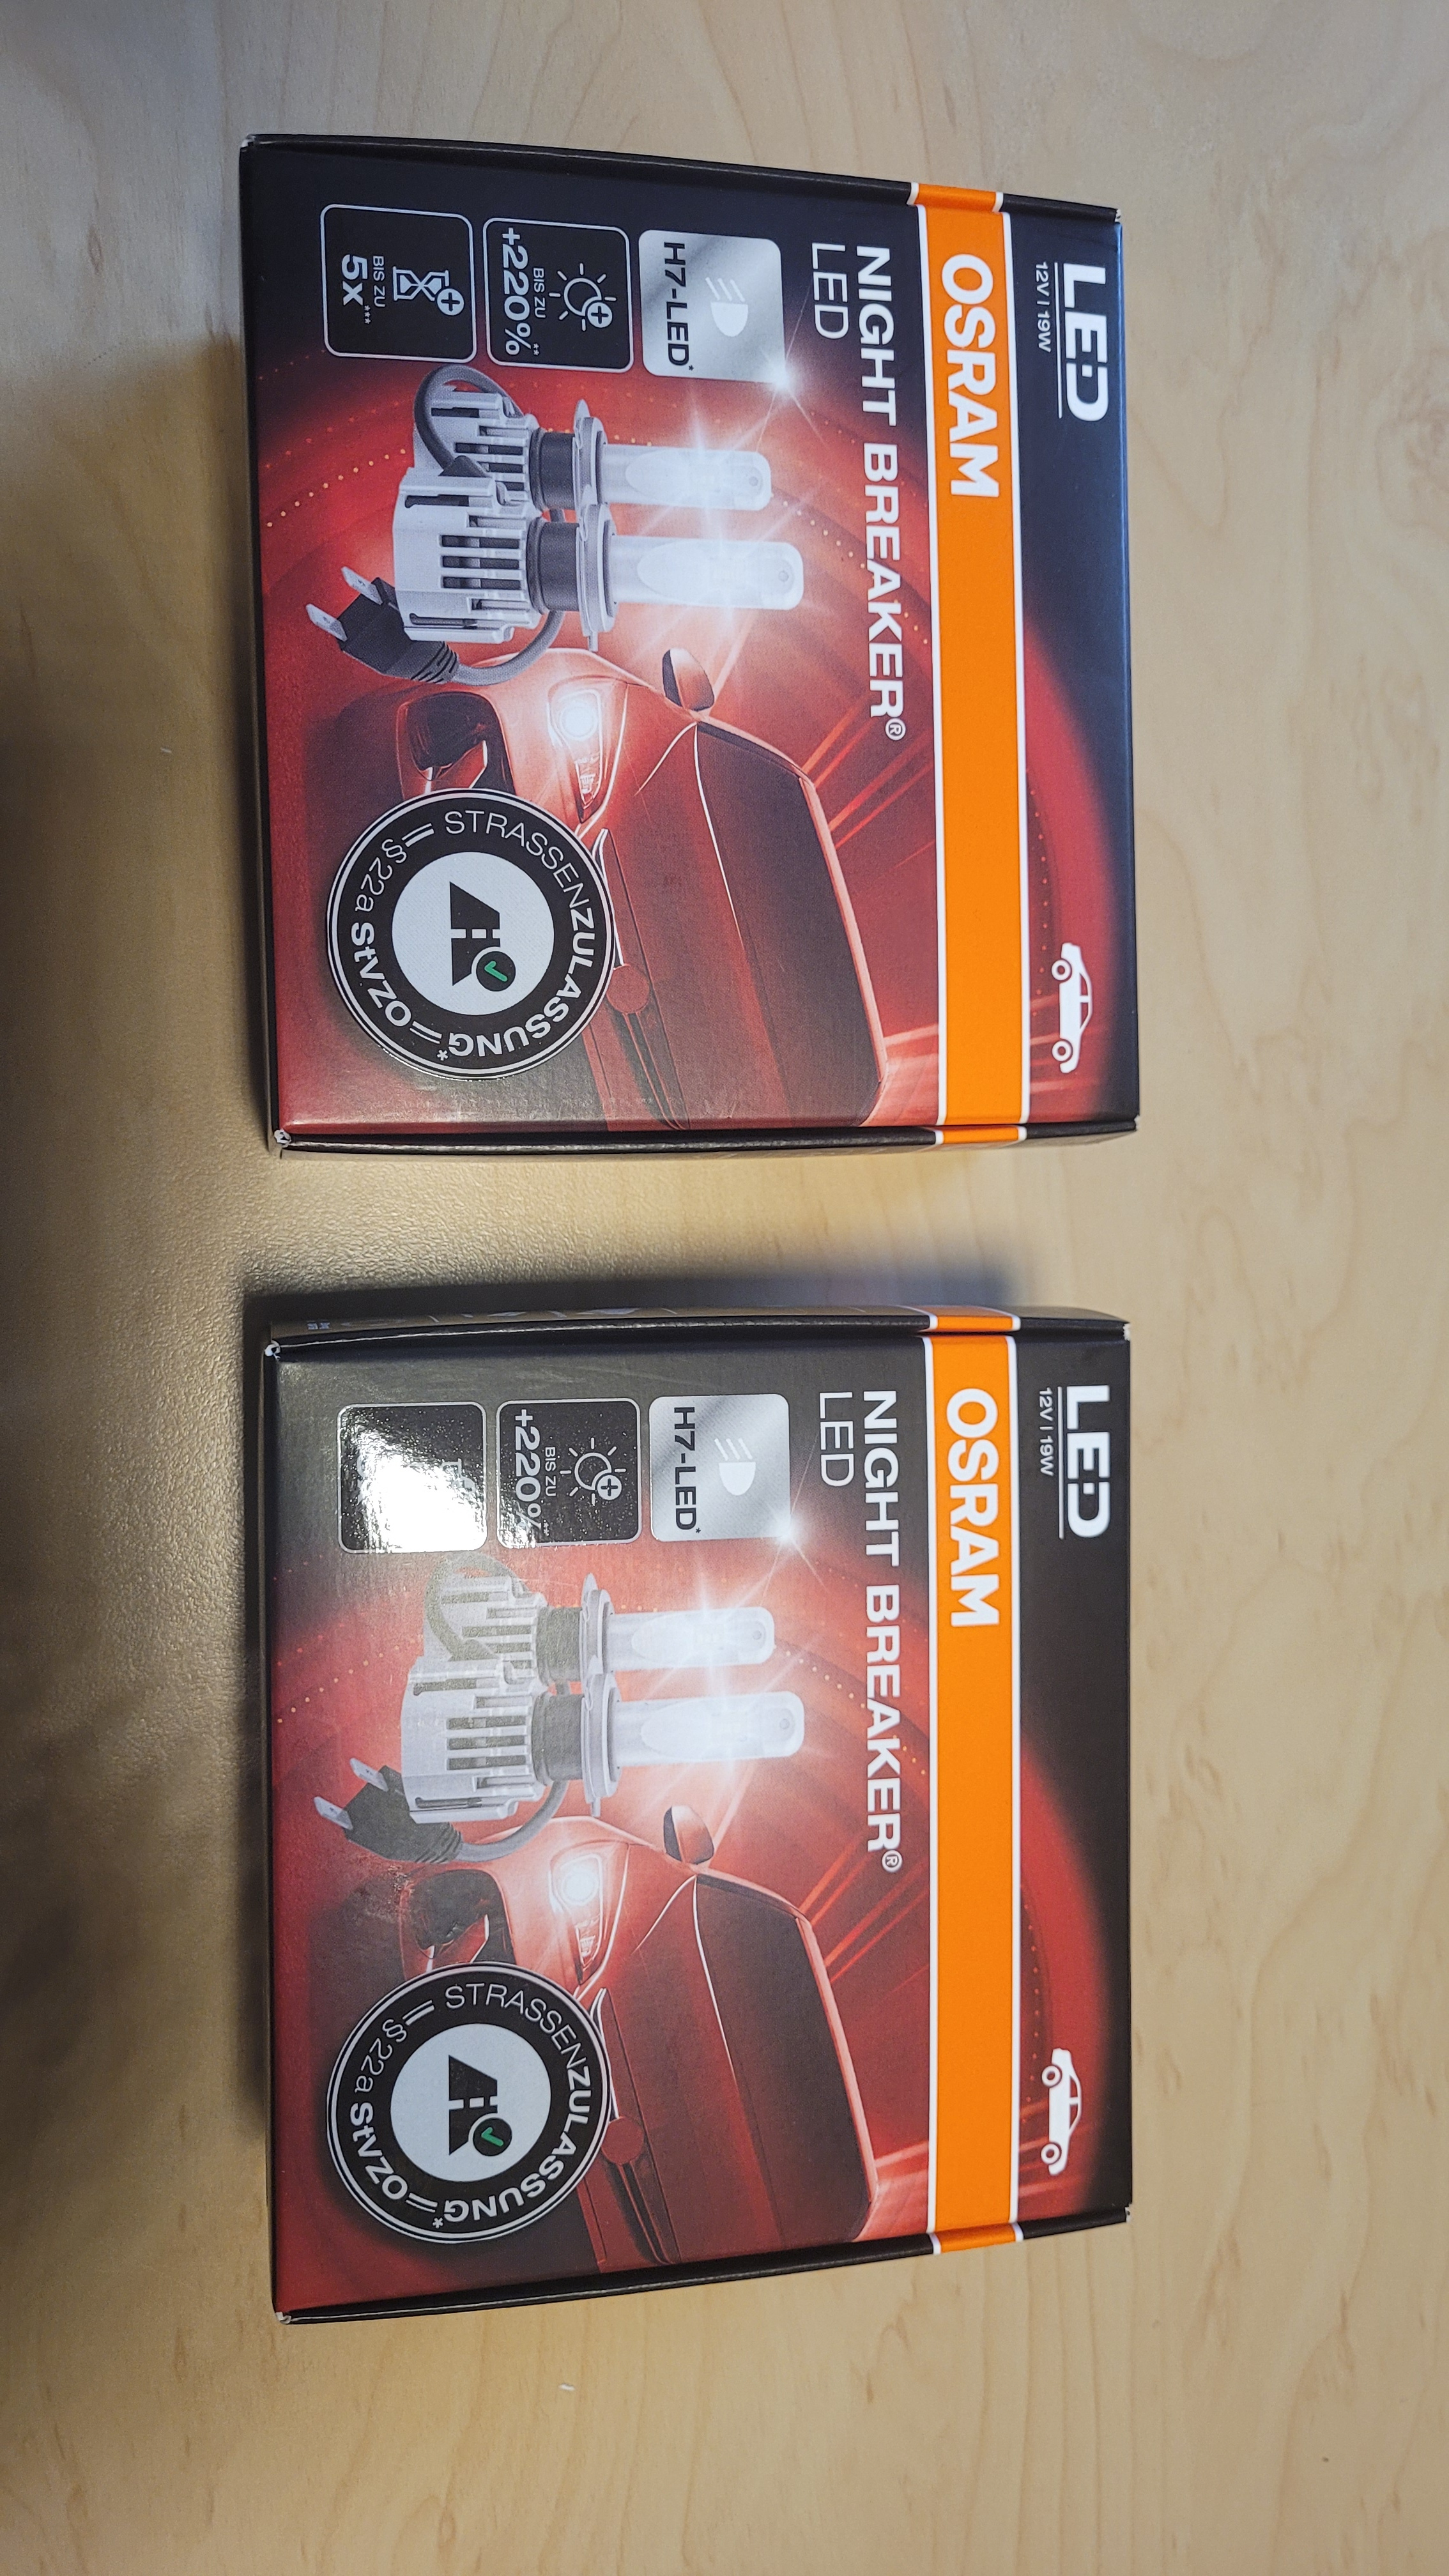 LED
12V | 19W
OSRAM
NIGHT BREAKER®
LED
H7-LED*
BIS ZU
+220%**
BIS ZU
5x***
STRASSENZULASSUNG*
§22a StVZO
LED
12V | 19W
OSRAM
NIGHT BREAKER®
LED
H7-LED*
BIS ZU
+220%**
STRASSENZULASSUNG*
§22a StVZO